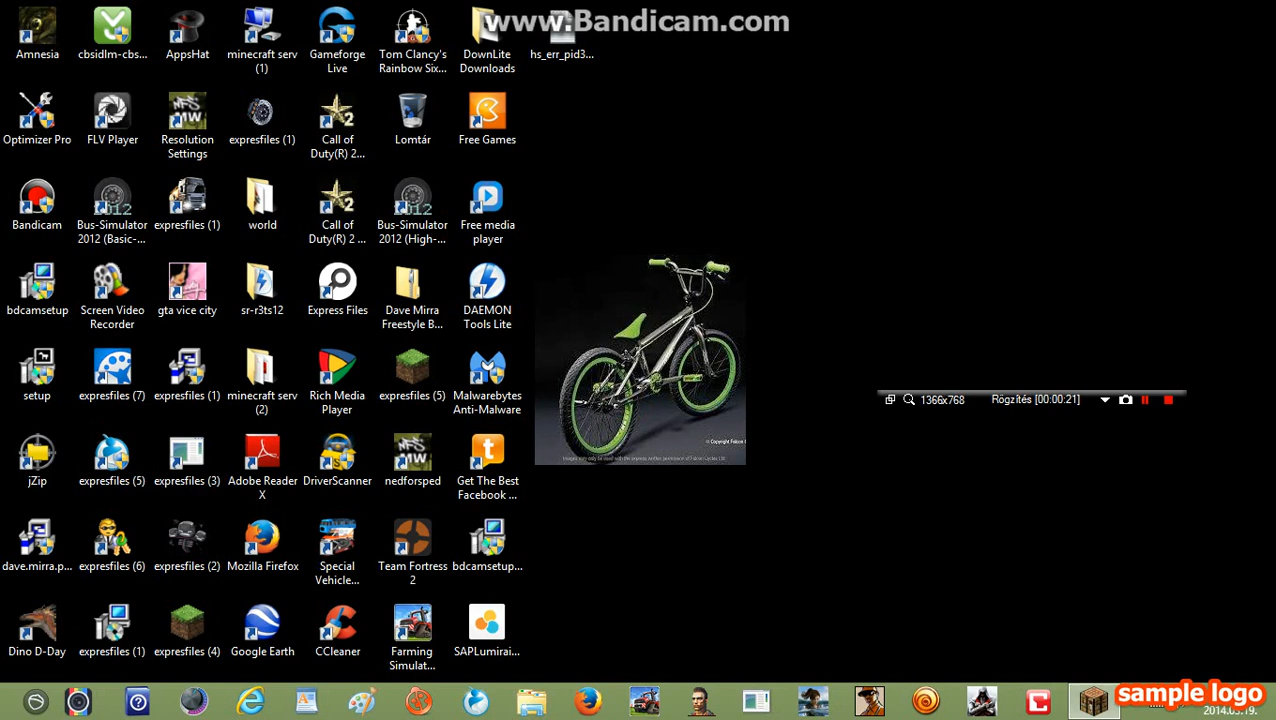 www.Bandicam.com
Amnesia
cbsidlm-cbs...
AppsHat
minecraft serv
(1)
Gameforge
Live
Tom Clancy's
Rainbow Six...
DownLite
Downloads
hs_err_pid3...
Optimizer Pro
FLV Player
Resolution
Settings
expresfiles (1)
Call of
Duty(R) 2...
Lomtár
Free Games
Bandicam
Bus-Simulator
2012 (Basic-...
expresfiles (1)
world
Call of
Duty(R) 2 ...
Bus-Simulator
2012 (High-...
Free media
player
bdcamsetup
Screen Video
Recorder
gta vice city
sr-r3ts12
Express Files
Dave Mirra
Freestyle B...
DAEMON
Tools Lite
setup
expresfiles (7)
expresfiles (1)
minecraft serv
(2)
Rich Media
Player
expresfiles (5)
Malwarebytes
Anti-Malware
1366x768
Rögzítés [00:00:21]
jZip
expresfiles (5)
expresfiles (3)
Adobe Reader
X
DriverScanner
nedforsped
Get The Best
Facebook ...
dave.mirra.p...
expresfiles (6)
expresfiles (2)
Mozilla Firefox
Special
Vehicle...
Team Fortress
2
bdcamsetup...
Dino D-Day
expresfiles (1)
expresfiles (4)
Google Earth
CCleaner
Farming
Simulat...
SAPLumirai...
sample logo
2014.03.19.